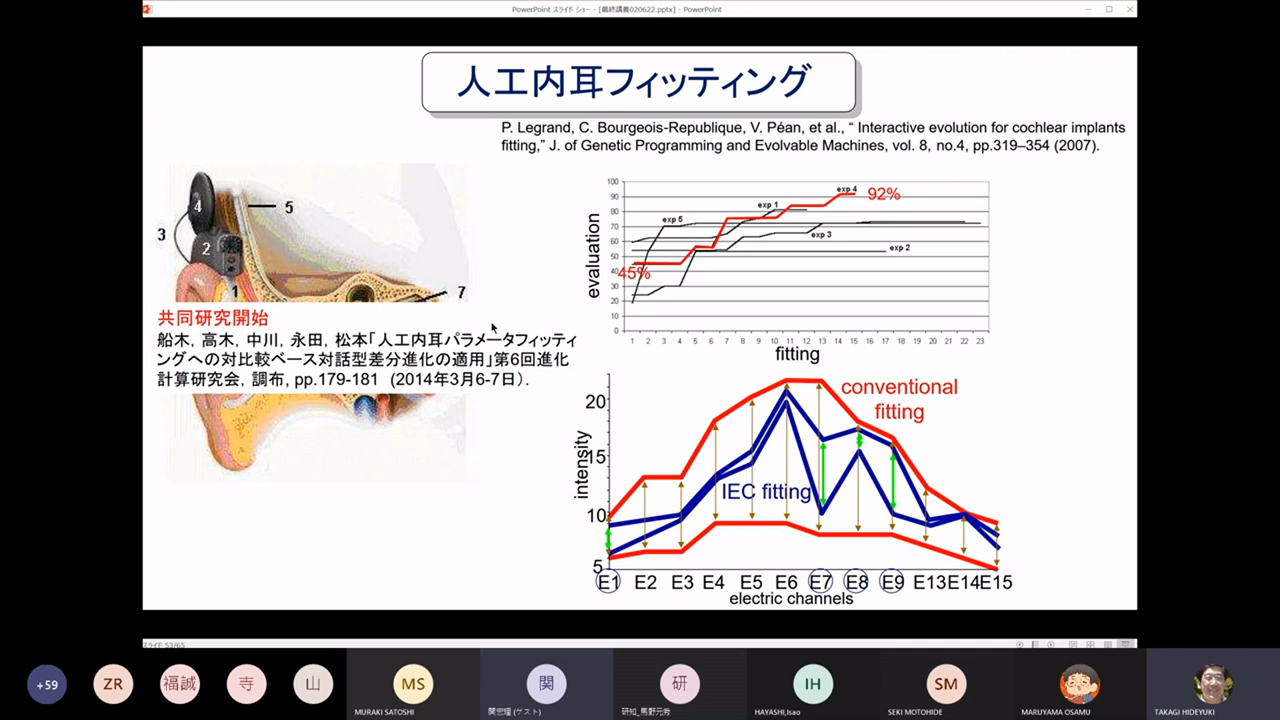 PowerPoint スライド ショー - [最終講義020622.pptx] - PowerPoint
人工内耳フィッティング
P. Legrand, C. Bourgeois-Republique, V. Péan, et al., “ Interactive evolution for cochlear implants
fitting,” J. of Genetic Programming and Evolvable Machines, vol. 8, no.4, pp.319–354 (2007).
4
5
3
2
1
7
共同研究開始
船木, 高木, 中川, 永田, 松本「人工内耳パラメータフィッティ
ングへの対比較ベース対話型差分進化の適用」第6回進化
計算研究会, 調布, pp.179-181 (2014年3月6-7日).
evaluation
100
90
80
70
60
50
40
30
20
10
0
exp 4
92%
exp 1
exp 5
exp 3
exp 2
45%
1 2 3 4 5 6 7 8 9 10 11 12 13 14 15 16 17 18 19 20 21 22 23
fitting
intensity
20
15
10
5
conventional
fitting
IEC fitting
E1 E2 E3 E4 E5 E6 E7 E8 E9 E13 E14 E15
electric channels
スライド 53/65
+59
ZR
福誠
寺
山
MS
関
研
IH
SM
MURAKI SATOSHI
HAYASHI,Isao
SEKI MOTOHIDE
MARUYAMA OSAMU
TAKAGI HIDEYUKI